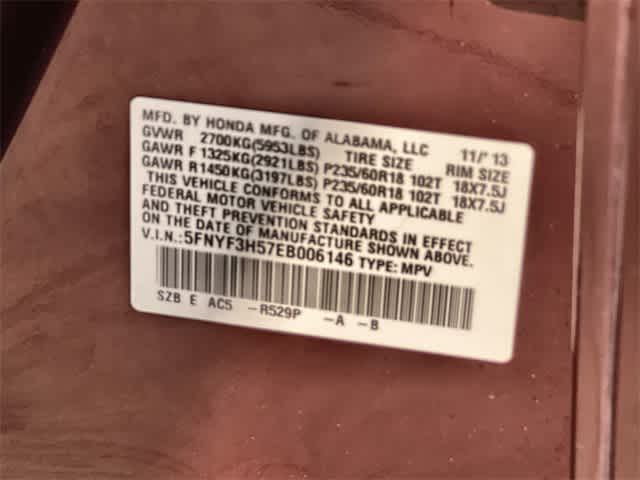 MFD. BY HONDA MFG. OF ALABAMA, LLC 11/'13
GVWR 2700KG(5953LBS) TIRE SIZE RIM SIZE
GAWR F 1325KG(2921LBS) P235/60R18 102T 18X7.5J
GAWR R 1450KG(3197LBS) P235/60R18 102T 18X7.5J
THIS VEHICLE CONFORMS TO ALL APPLICABLE
FEDERAL MOTOR VEHICLE SAFETY
AND THEFT PREVENTION STANDARDS IN EFFECT
ON THE DATE OF MANUFACTURE SHOWN ABOVE.
V.I.N.:5FNYF3H57EB006146 TYPE: MPV
SZB E AC5 -R529P -A -B